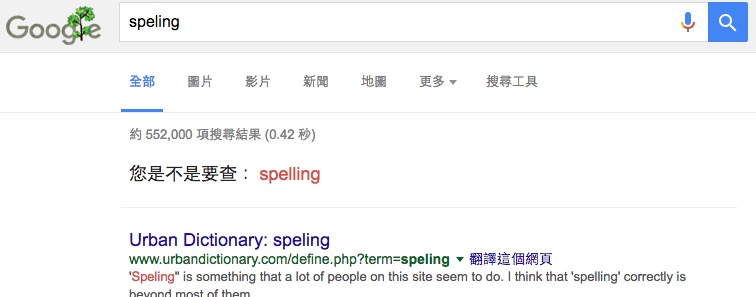 Google
speling
全部 圖片 影片 新聞 地圖 更多 搜尋工具
約 552,000 項搜尋結果 (0.42 秒)
您是不是要查： spelling
Urban Dictionary: speling
www.urbandictionary.com/define.php?term=speling 翻譯這個網頁
'Speling" is something that a lot of people on this site seem to do. I think that 'spelling' correctly is
beyond most of them